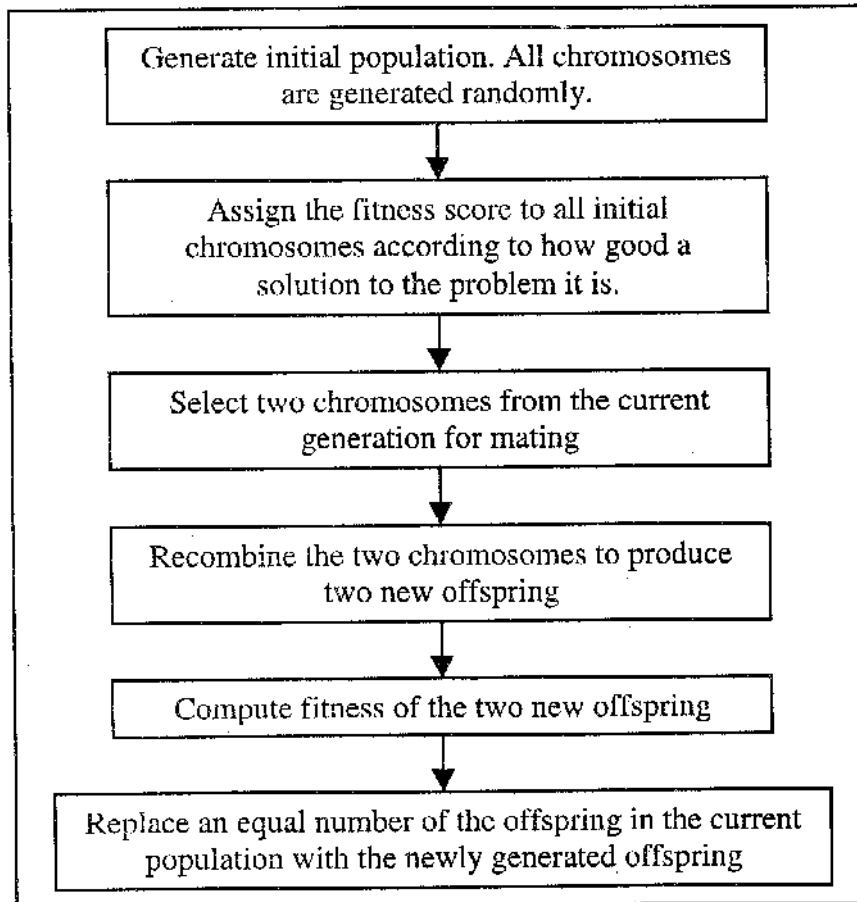 Generate initial population. All chromosomes
are generated randomly.
Assign the fitness score to all initial
chromosomes according to how good a
solution to the problem it is.
Select two chromosomes from the current
generation for mating
Recombine the two chromosomes to produce
two new offspring
Compute fitness of the two new offspring
Replace an equal number of the offspring in the current
population with the newly generated offspring